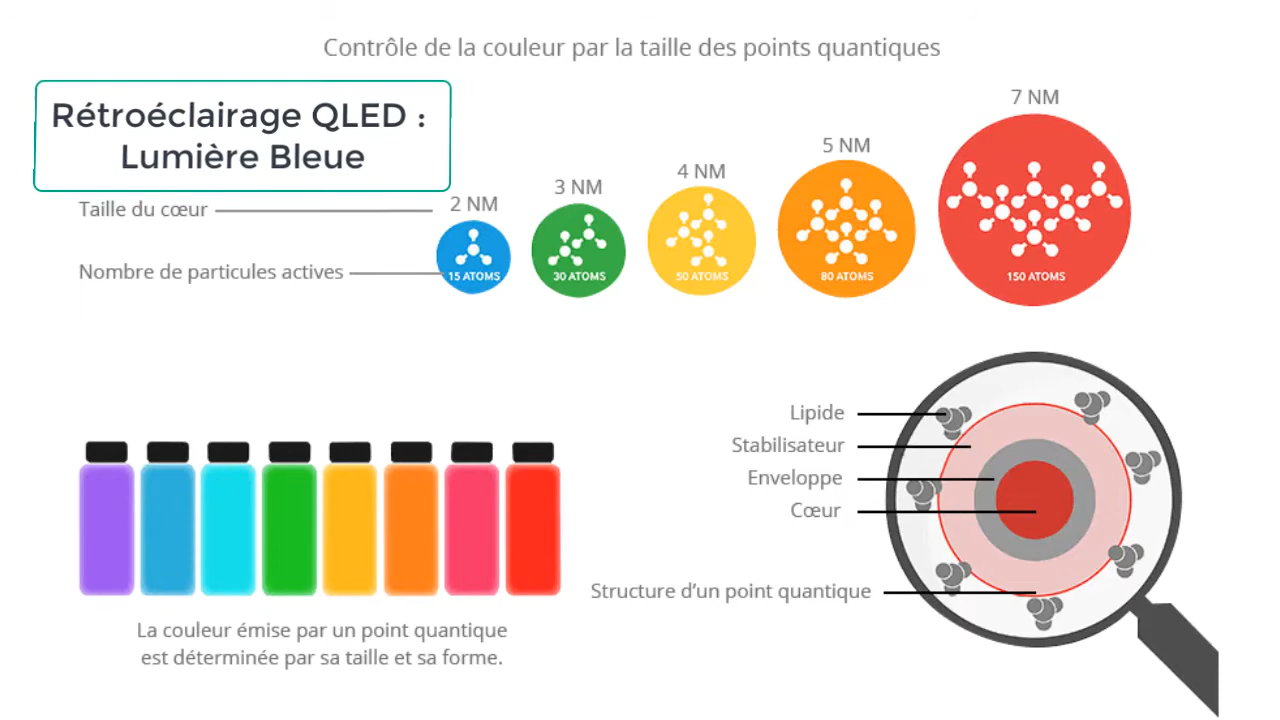 Contrôle de la couleur par la taille des points quantiques
Rétroéclairage QLED :
Lumière Bleue
7 NM
5 NM
4 NM
3 NM
2 NM
Taille du cœur
Nombre de particules actives
15 ATOMS
30 ATOMS
50 ATOMS
80 ATOMS
150 ATOMS
Lipide
Stabilisateur
Enveloppe
Cœur
Structure d’un point quantique
La couleur émise par un point quantique
est déterminée par sa taille et sa forme.